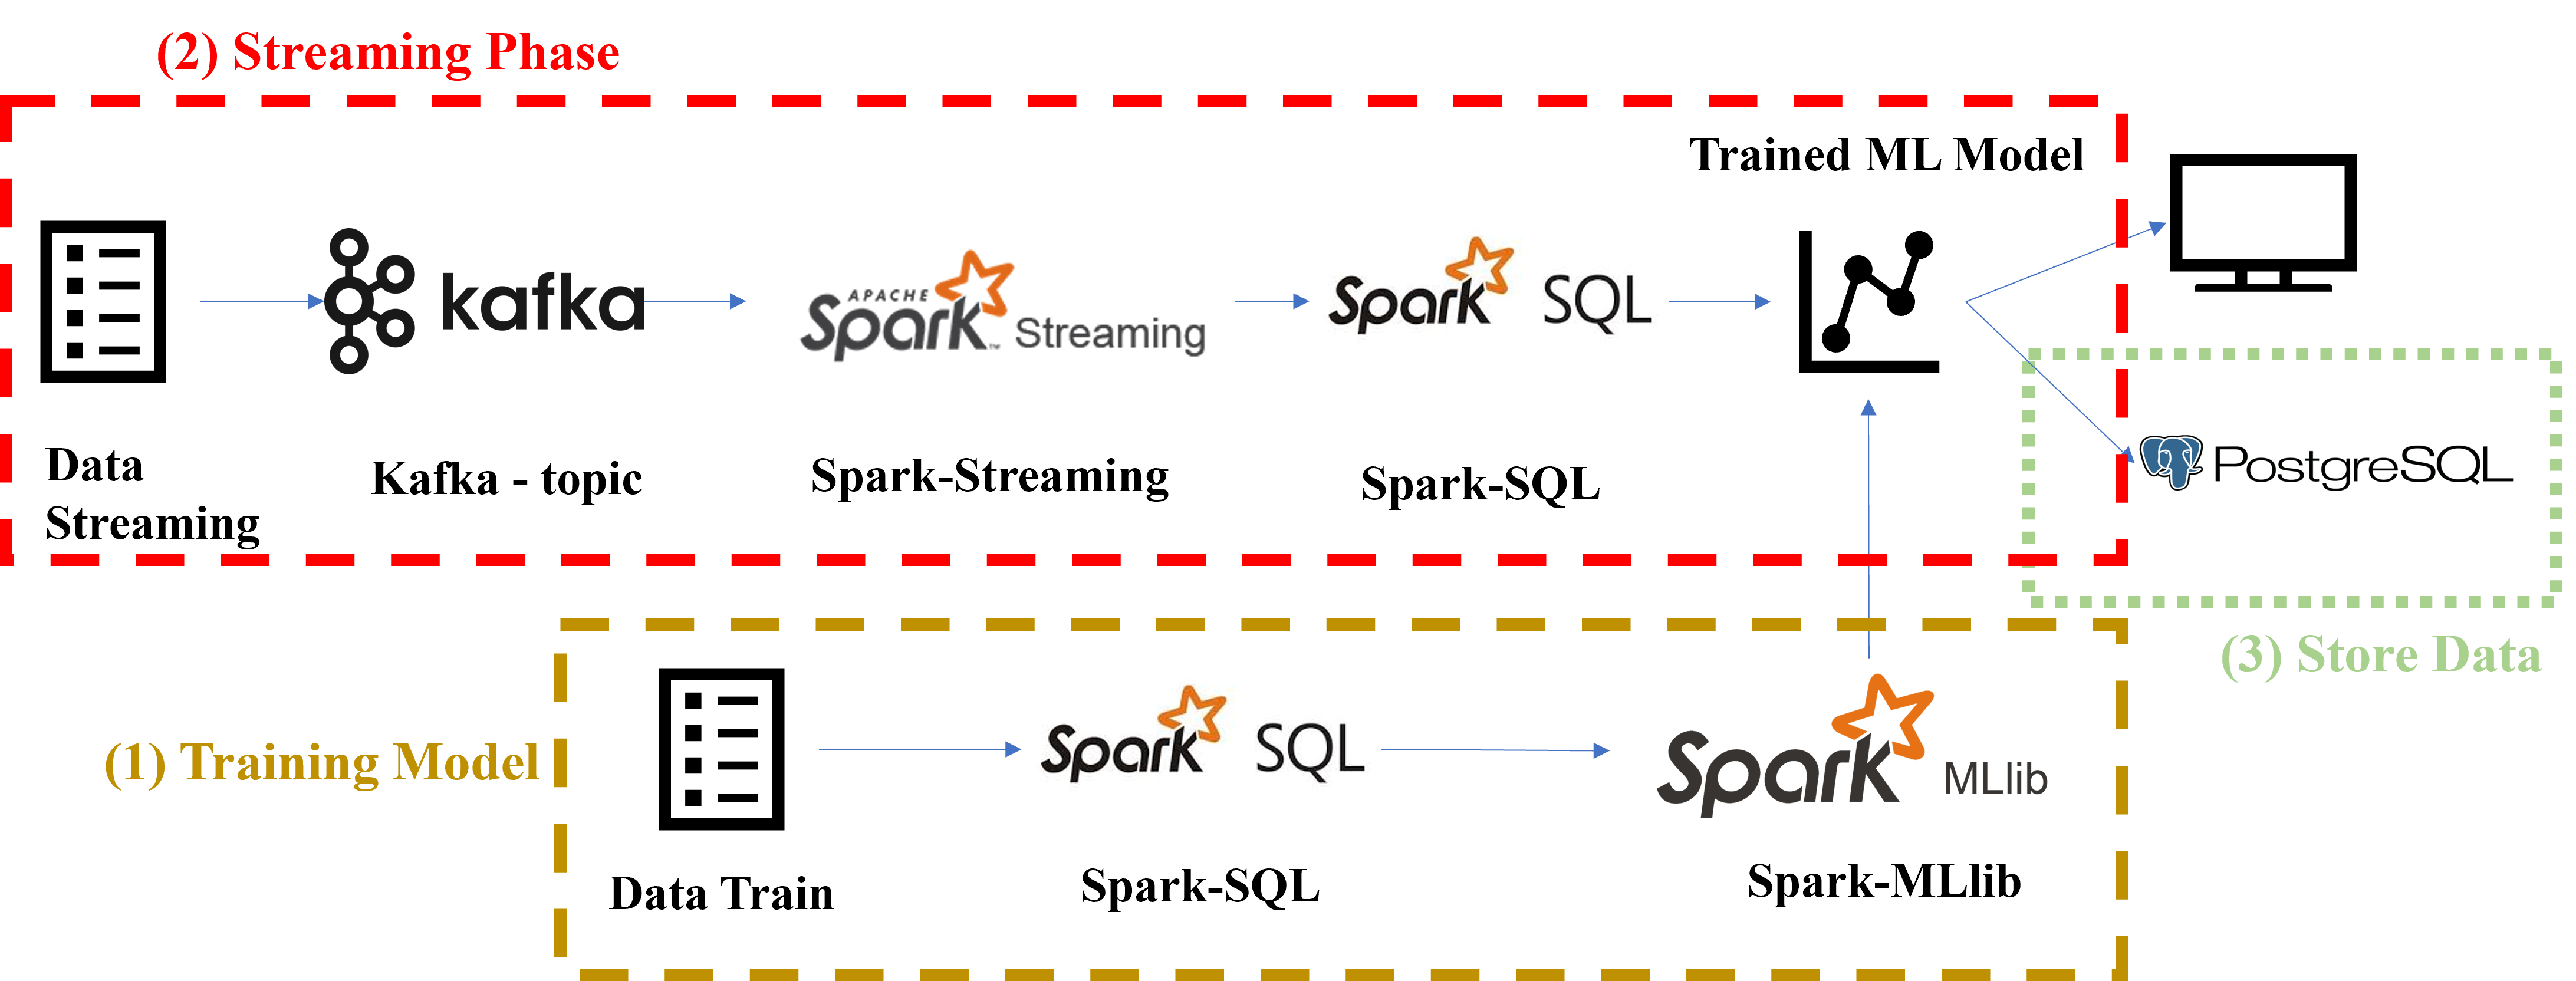 (2) Streaming Phase
Trained ML Model
kafka
APACHE
Spark™ Streaming
Spark SQL
Data
Streaming
Kafka - topic
Spark-Streaming
Spark-SQL
PostgreSQL
(3) Store Data
(1) Training Model
Spark SQL
Spark MLlib
Data Train
Spark-SQL
Spark-MLlib